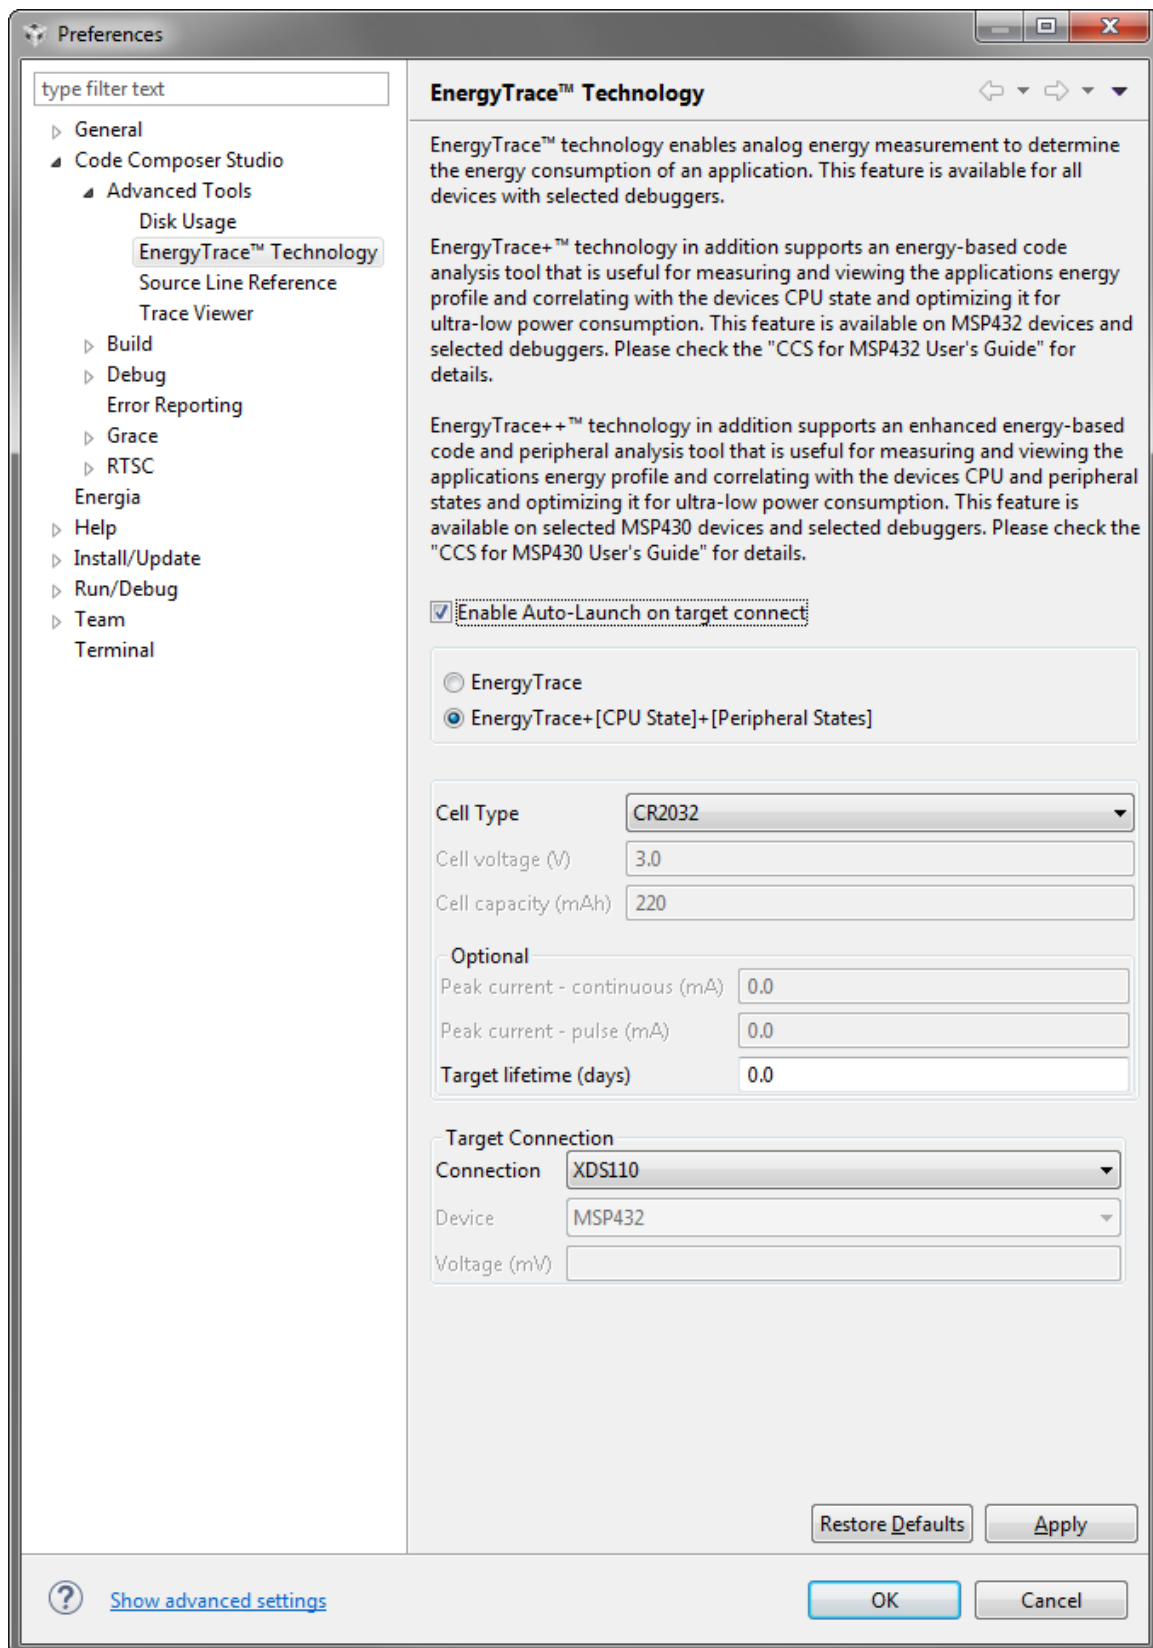 Preferences
type filter text
General
Code Composer Studio
Advanced Tools
Disk Usage
EnergyTrace™ Technology
Source Line Reference
Trace Viewer
Build
Debug
Error Reporting
Grace
RTSC
Energia
Help
Install/Update
Run/Debug
Team
Terminal
EnergyTrace™ Technology
EnergyTrace™ technology enables analog energy measurement to determine
the energy consumption of an application. This feature is available for all
devices with selected debuggers.
EnergyTrace+™ technology in addition supports an energy-based code
analysis tool that is useful for measuring and viewing the applications energy
profile and correlating with the devices CPU state and optimizing it for
ultra-low power consumption. This feature is available on MSP432 devices and
selected debuggers. Please check the "CCS for MSP432 User's Guide" for
details.
EnergyTrace++™ technology in addition supports an enhanced energy-based
code and peripheral analysis tool that is useful for measuring and viewing the
applications energy profile and correlating with the devices CPU and peripheral
states and optimizing it for ultra-low power consumption. This feature is
available on selected MSP430 devices and selected debuggers. Please check the
"CCS for MSP430 User's Guide" for details.
Enable Auto-Launch on target connect
EnergyTrace
EnergyTrace+[CPU State]+[Peripheral States]
Cell Type CR2032
Cell voltage (V) 3.0
Cell capacity (mAh) 220
Optional
Peak current - continuous (mA) 0.0
Peak current - pulse (mA) 0.0
Target lifetime (days) 0.0
Target Connection
Connection XDS110
Device MSP432
Voltage (mV)
Restore Defaults Apply
Show advanced settings OK Cancel